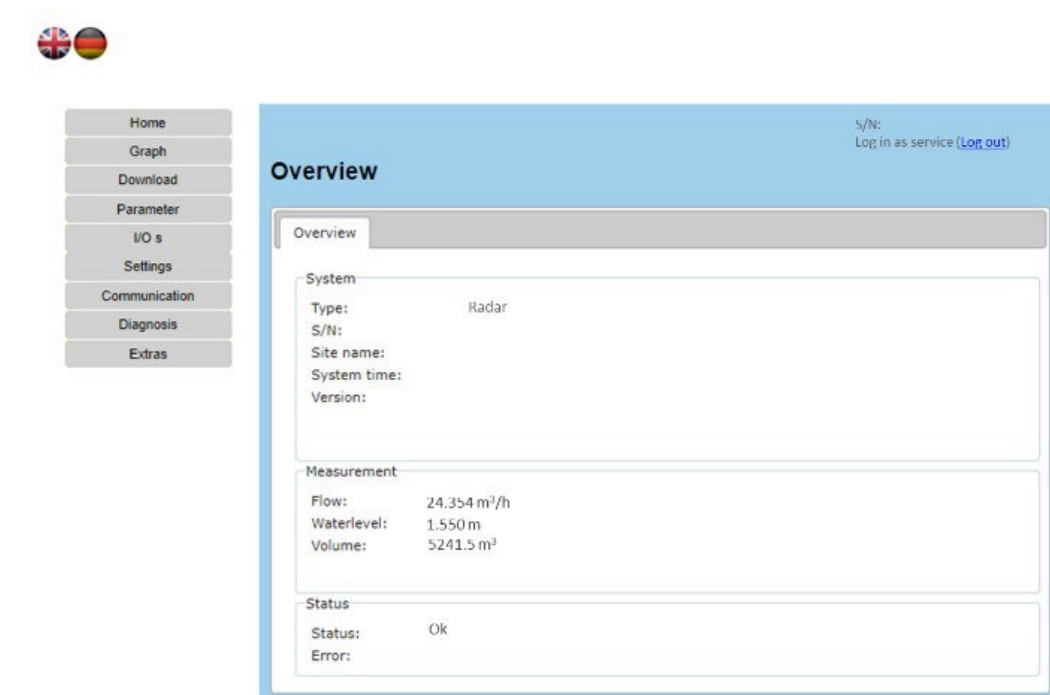 Home
Graph
Download
Parameter
I/O s
Settings
Communication
Diagnosis
Extras
S/N:
Log in as service (Log out)
Overview
Overview
System
Type: Radar
S/N:
Site name:
System time:
Version:
Measurement
Flow: 24.354 m³/h
Waterlevel: 1.550 m
Volume: 5241.5 m³
Status
Status: Ok
Error: